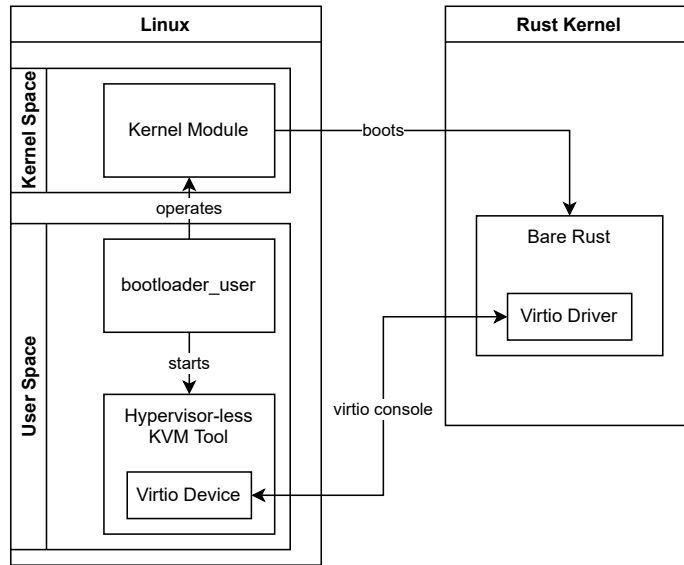 Linux
Rust Kernel
Kernel Space
Kernel Module
boots
operates
User Space
bootloader_user
Bare Rust
Virtio Driver
starts
Hypervisor-less
KVM Tool
virtio console
Virtio Device